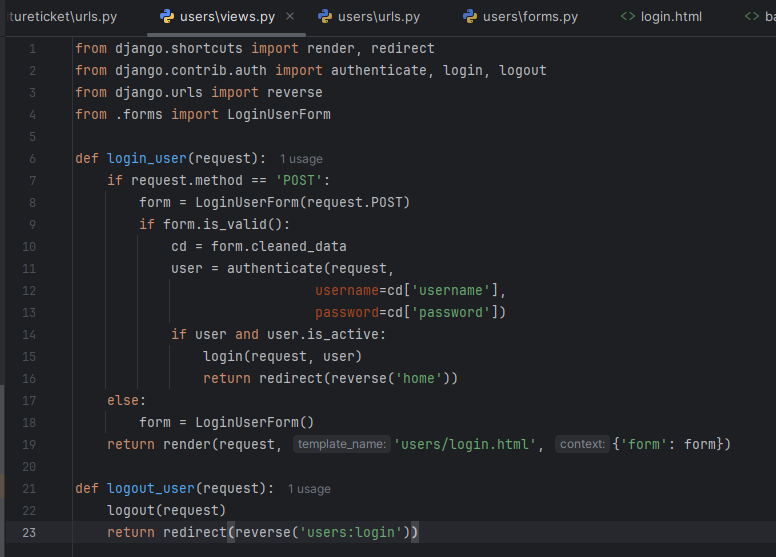 tureticket\urls.py users\views.py × users\urls.py users\forms.py <> login.html <> ba
1 from django.shortcuts import render, redirect
2 from django.contrib.auth import authenticate, login, logout
3 from django.urls import reverse
4 from .forms import LoginUserForm
5
6 def login_user(request): 1 usage
7     if request.method == 'POST':
8         form = LoginUserForm(request.POST)
9         if form.is_valid():
10             cd = form.cleaned_data
11             user = authenticate(request,
12                               username=cd['username'],
13                               password=cd['password'])
14             if user and user.is_active:
15                 login(request, user)
16                 return redirect(reverse('home'))
17     else:
18         form = LoginUserForm()
19     return render(request, template_name: 'users/login.html', context: {'form': form})
20
21 def logout_user(request): 1 usage
22     logout(request)
23     return redirect(reverse('users:login'))